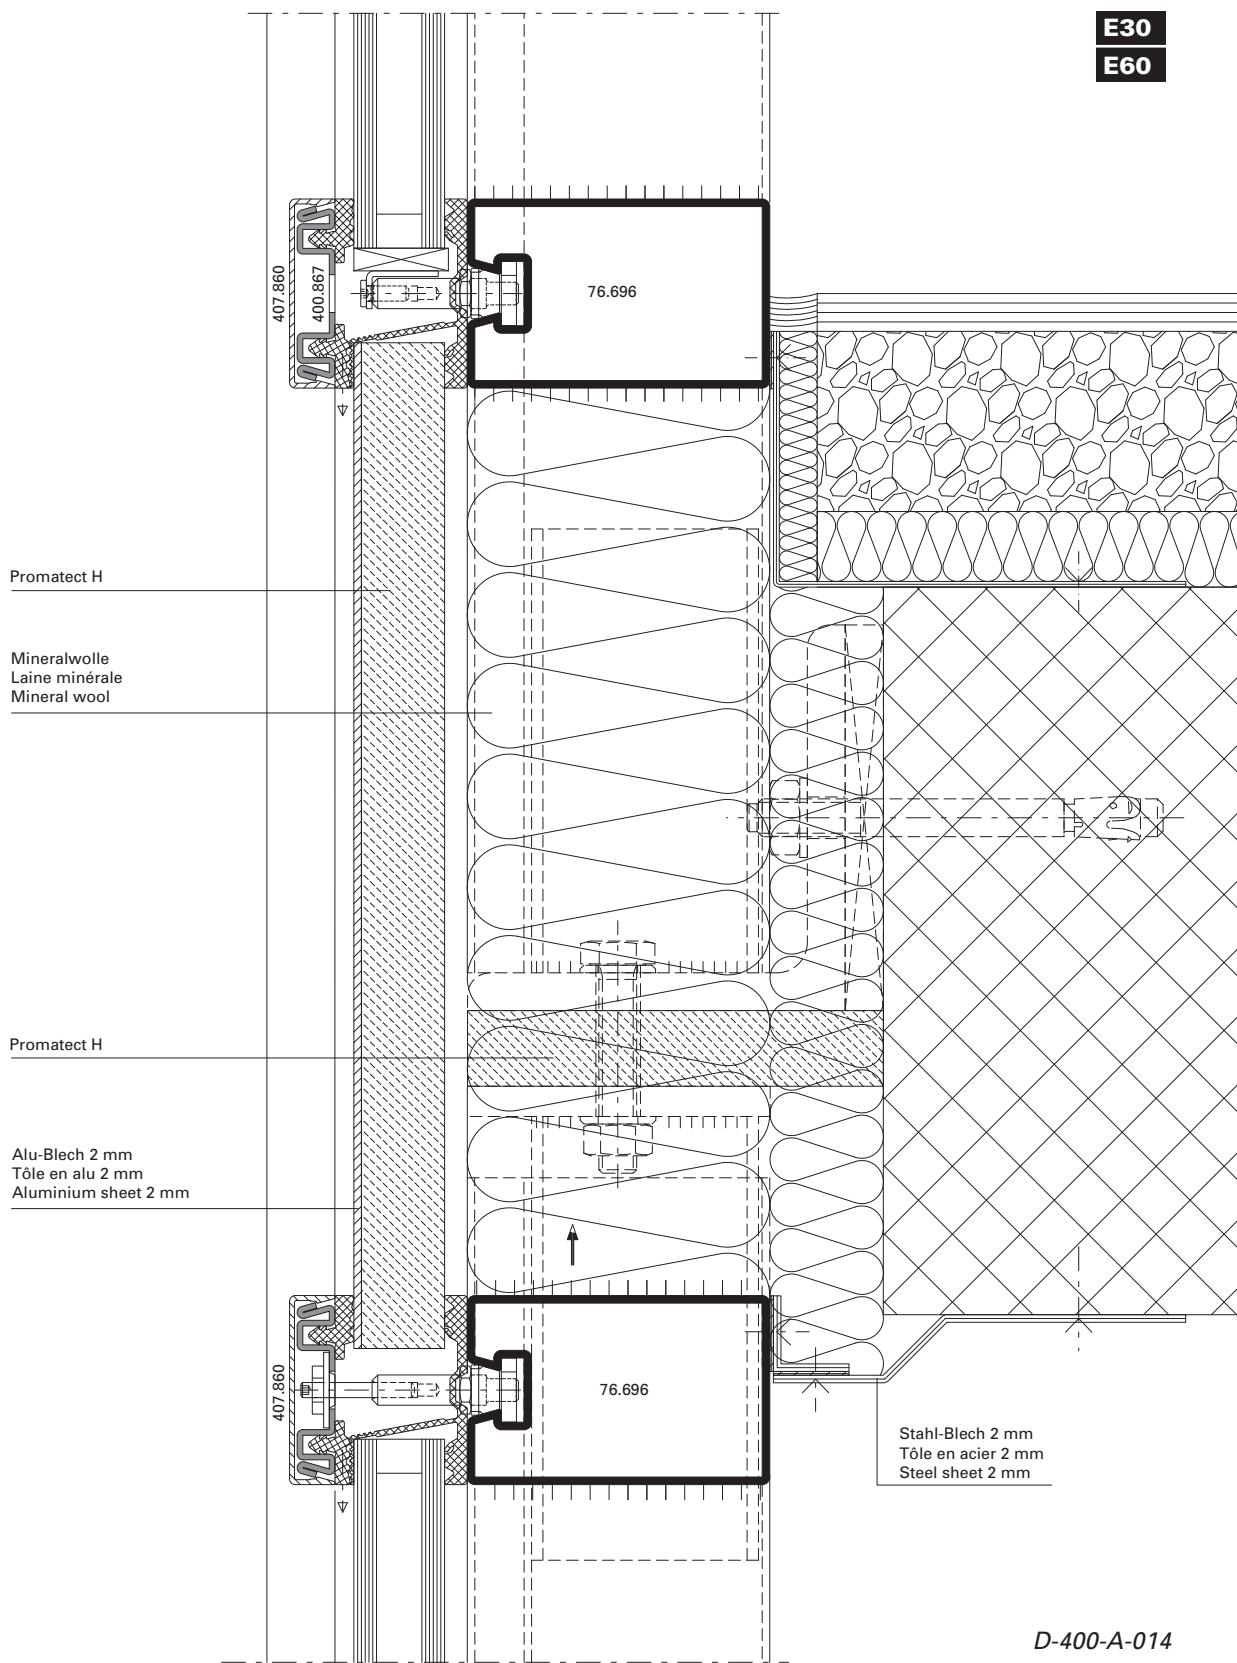 E30
E60
407.860
400.867
76.696
Promatect H
Mineralwolle
Laine minérale
Mineral wool
Promatect H
Alu-Blech 2 mm
Tôle en alu 2 mm
Aluminium sheet 2 mm
407.860
76.696
Stahl-Blech 2 mm
Tôle en acier 2 mm
Steel sheet 2 mm
D-400-A-014